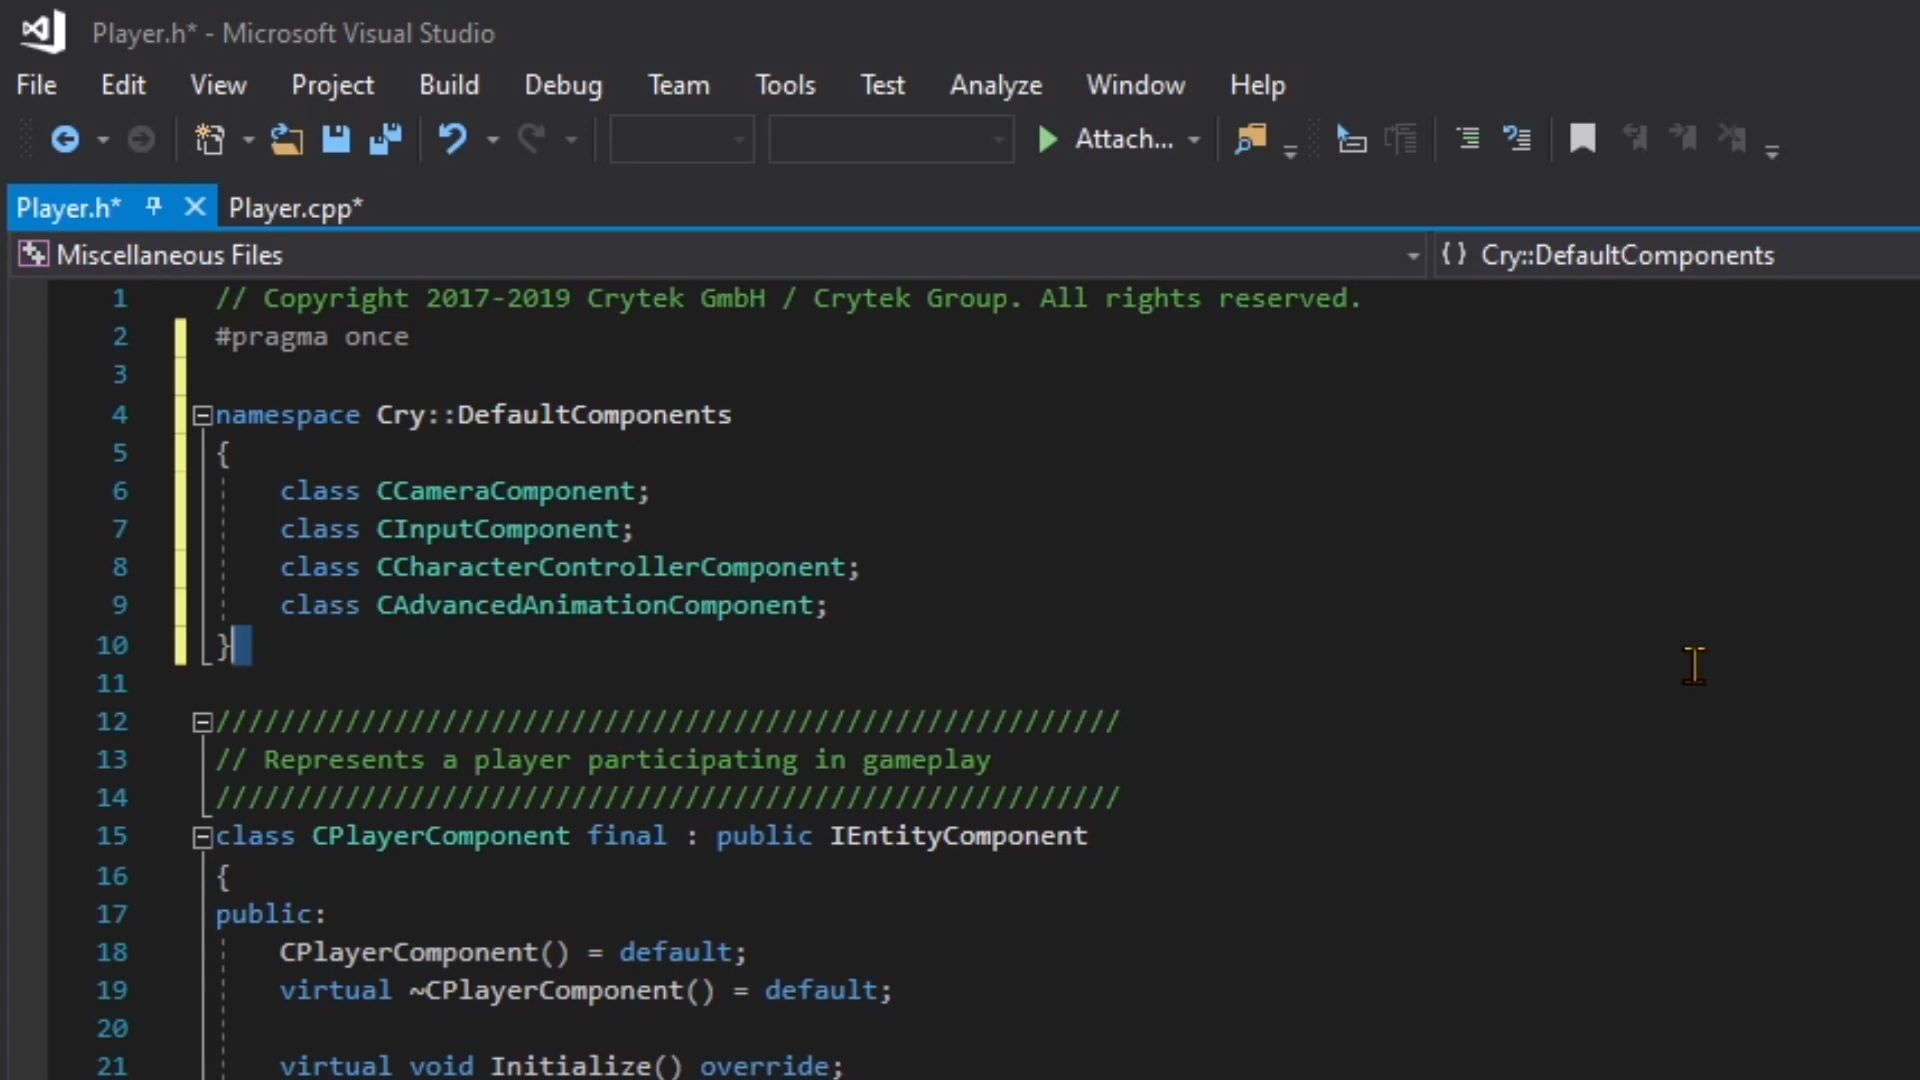 Player.h* - Microsoft Visual Studio
File Edit View Project Build Debug Team Tools Test Analyze Window Help
Attach...
Player.h* Player.cpp*
Miscellaneous Files {} Cry::DefaultComponents
1 // Copyright 2017-2019 Crytek GmbH / Crytek Group. All rights reserved.
2 #pragma once
3
4 namespace Cry::DefaultComponents
5 {
6 class CCameraComponent;
7 class CInputComponent;
8 class CCharacterControllerComponent;
9 class CAdvancedAnimationComponent;
10 }
11
12 ////////////////////////////////////////////////////////
13 // Represents a player participating in gameplay
14 ////////////////////////////////////////////////////////
15 class CPlayerComponent final : public IEntityComponent
16 {
17 public:
18 CPlayerComponent() = default;
19 virtual ~CPlayerComponent() = default;
20
21 virtual void Initialize() override;